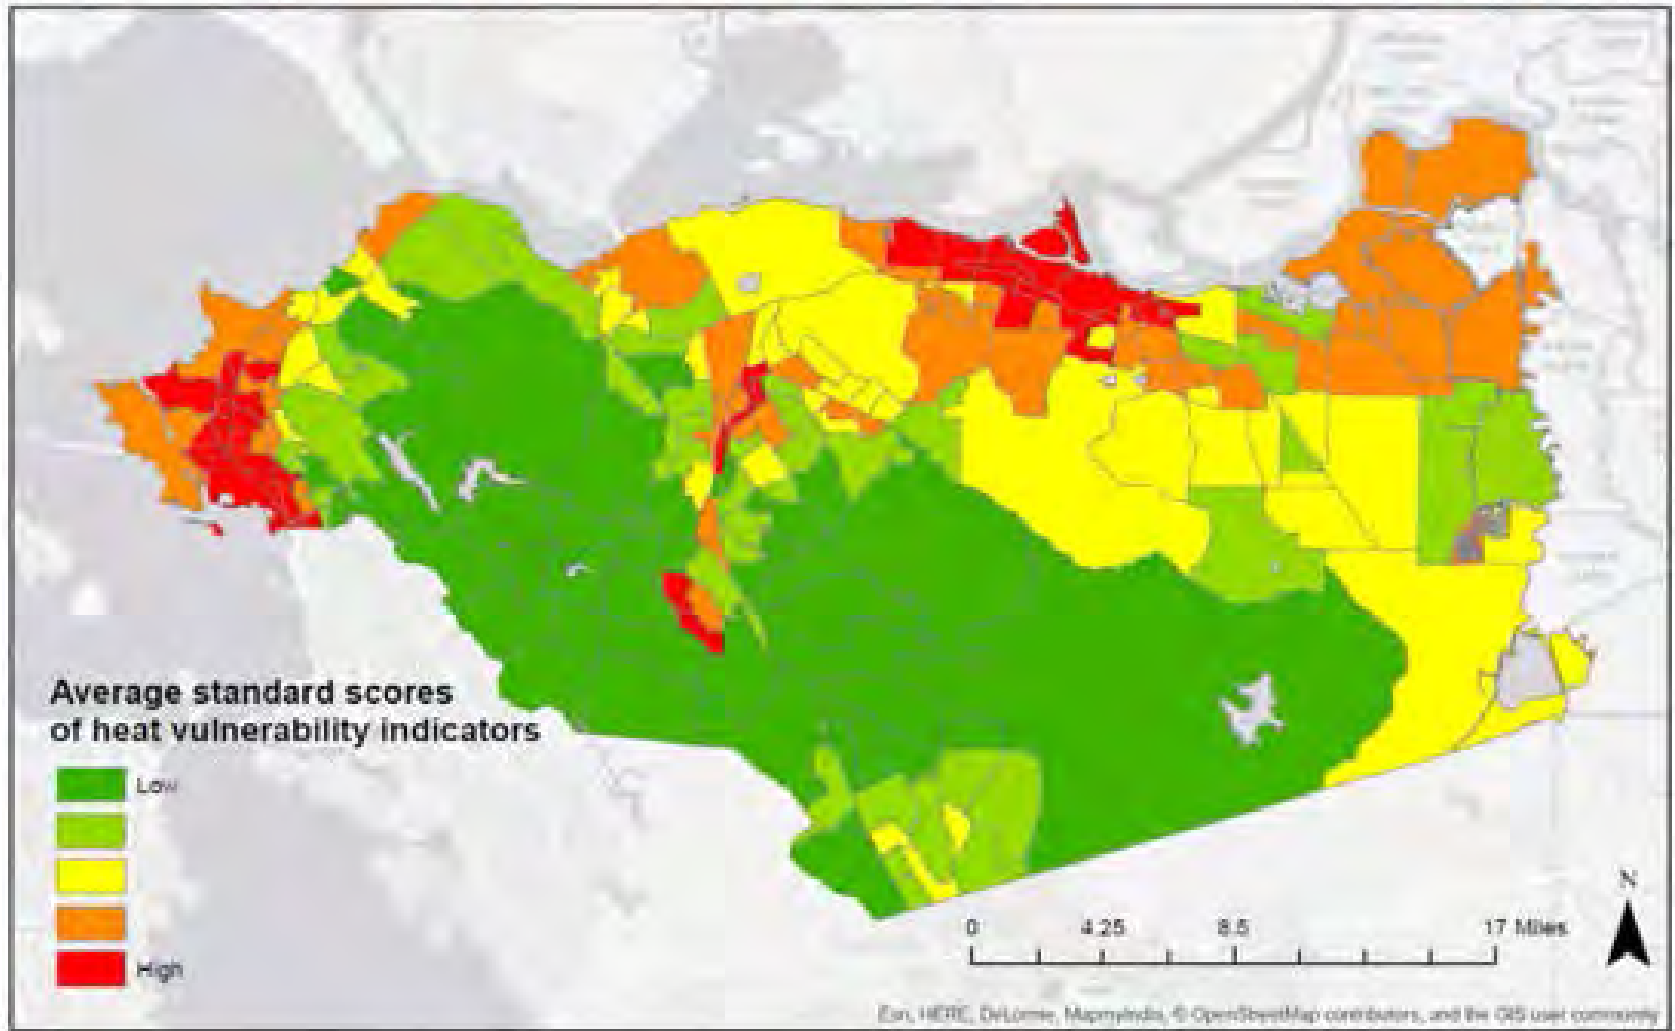 Average standard scores
of heat vulnerability indicators
Low
High
N
0 4.25 8.5 17 Miles
Esri, HERE, DeLorme, MapmyIndia, © OpenStreetMap contributors, and the GIS user community